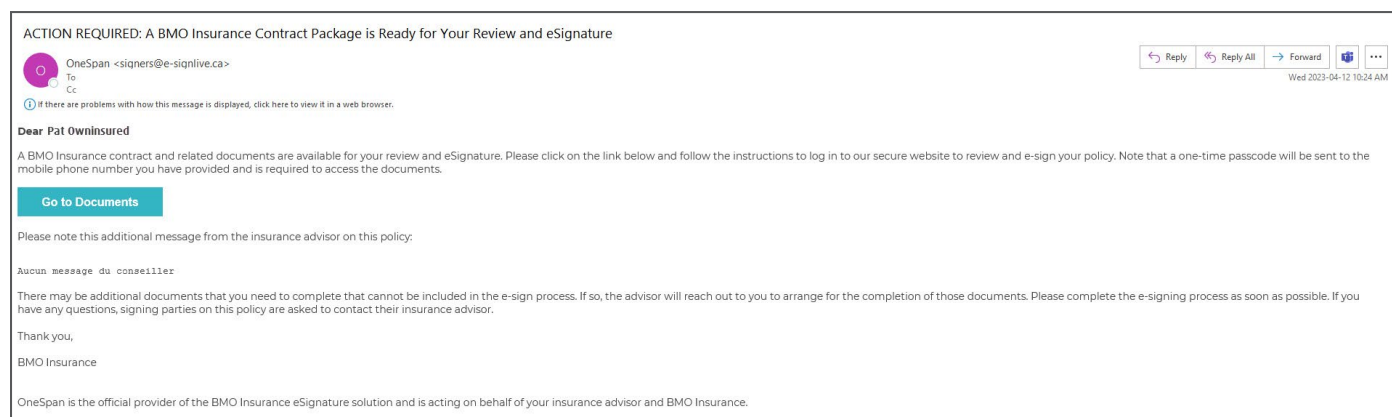 ACTION REQUIRED: A BMO Insurance Contract Package is Ready for Your Review and eSignature
O
OneSpan <signers@e-signlive.ca>
To
Cc
Reply
Reply All
Forward
Wed 2023-04-12 10:24 AM
If there are problems with how this message is displayed, click here to view it in a web browser.
Dear Pat Owninsured
A BMO Insurance contract and related documents are available for your review and eSignature. Please click on the link below and follow the instructions to log in to our secure website to review and e-sign your policy. Note that a one-time passcode will be sent to the
mobile phone number you have provided and is required to access the documents.
Go to Documents
Please note this additional message from the insurance advisor on this policy:
Aucun message du conseiller
There may be additional documents that you need to complete that cannot be included in the e-sign process. If so, the advisor will reach out to you to arrange for the completion of those documents. Please complete the e-signing process as soon as possible. If you
have any questions, signing parties on this policy are asked to contact their insurance advisor.
Thank you,
BMO Insurance
OneSpan is the official provider of the BMO Insurance eSignature solution and is acting on behalf of your insurance advisor and BMO Insurance.